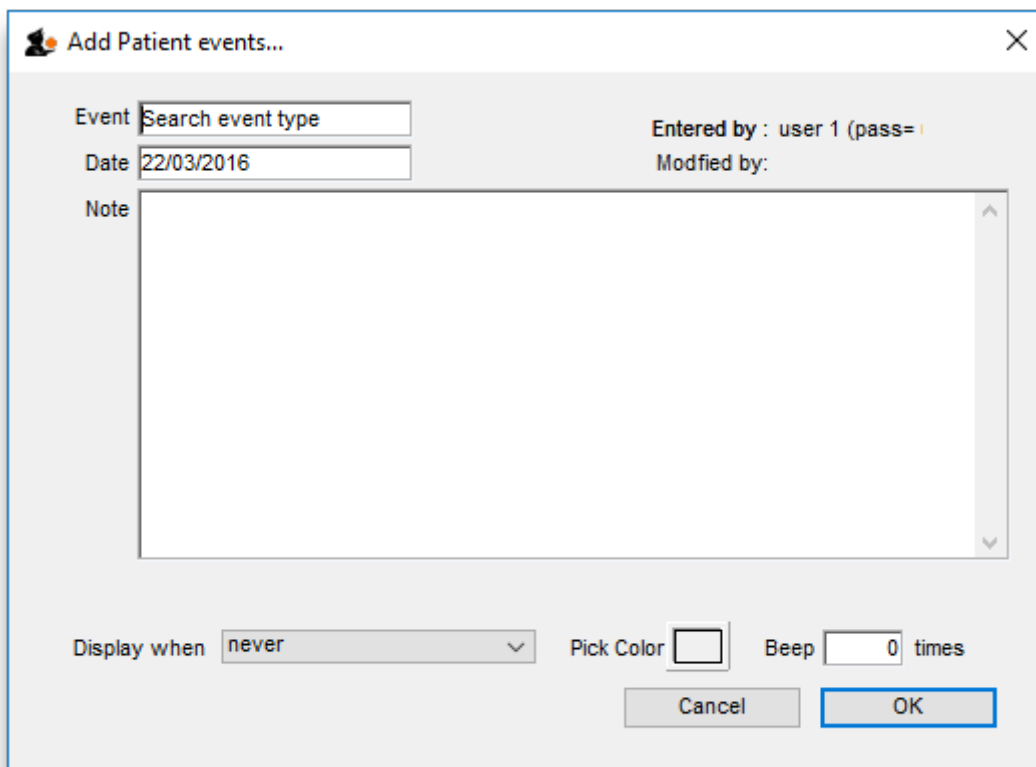 Add Patient events...
Event Search event type
Entered by : user 1 (pass=
Date 22/03/2016
Modfied by:
Note
Display when never
Pick Color
Beep 0 times
Cancel
OK